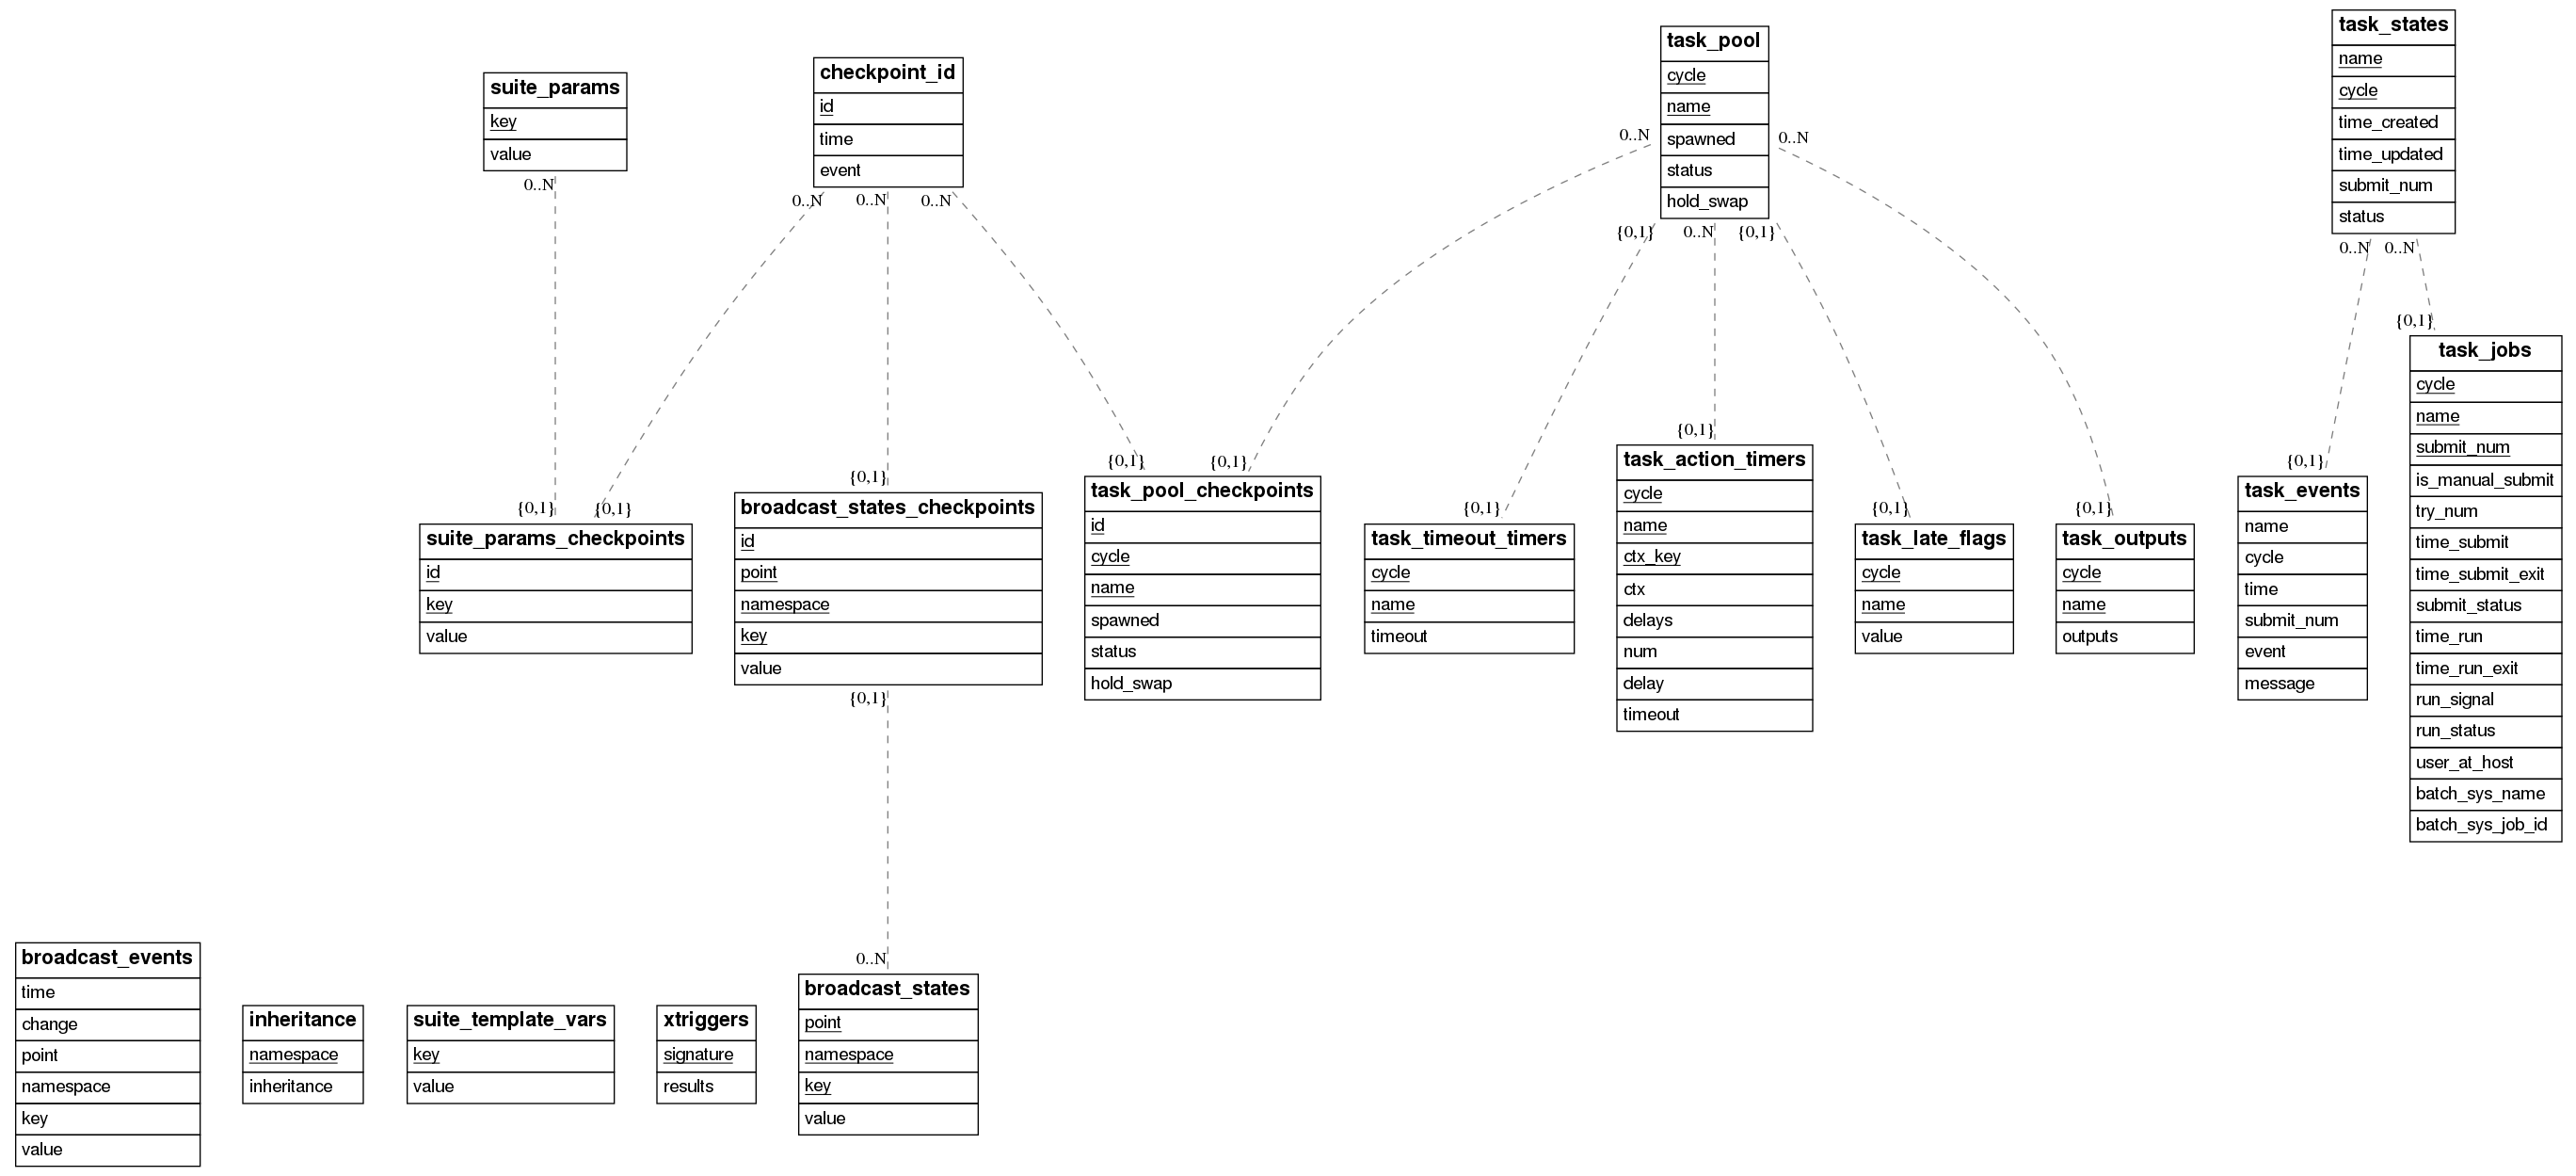 suite_params
key
value
0..N
checkpoint_id
id
time
event
0..N
0..N
0..N
task_pool
cycle
name
spawned
status
hold_swap
0..N
0..N
{0,1}
0..N
{0,1}
task_states
name
cycle
time_created
time_updated
submit_num
status
0..N
0..N
{0,1}
{0,1}
suite_params_checkpoints
id
key
value
{0,1}
broadcast_states_checkpoints
id
point
namespace
key
value
{0,1}
{0,1}
{0,1}
task_pool_checkpoints
id
cycle
name
spawned
status
hold_swap
{0,1}
task_timeout_timers
cycle
name
timeout
{0,1}
task_action_timers
cycle
name
ctx_key
ctx
delays
num
delay
timeout
{0,1}
task_late_flags
cycle
name
value
{0,1}
task_outputs
cycle
name
outputs
{0,1}
task_events
name
cycle
time
submit_num
event
message
{0,1}
task_jobs
cycle
name
submit_num
is_manual_submit
try_num
time_submit
time_submit_exit
submit_status
time_run
time_run_exit
run_signal
run_status
user_at_host
batch_sys_name
batch_sys_job_id
broadcast_events
time
change
point
namespace
key
value
inheritance
namespace
inheritance
suite_template_vars
key
value
xtriggers
signature
results
0..N
broadcast_states
point
namespace
key
value